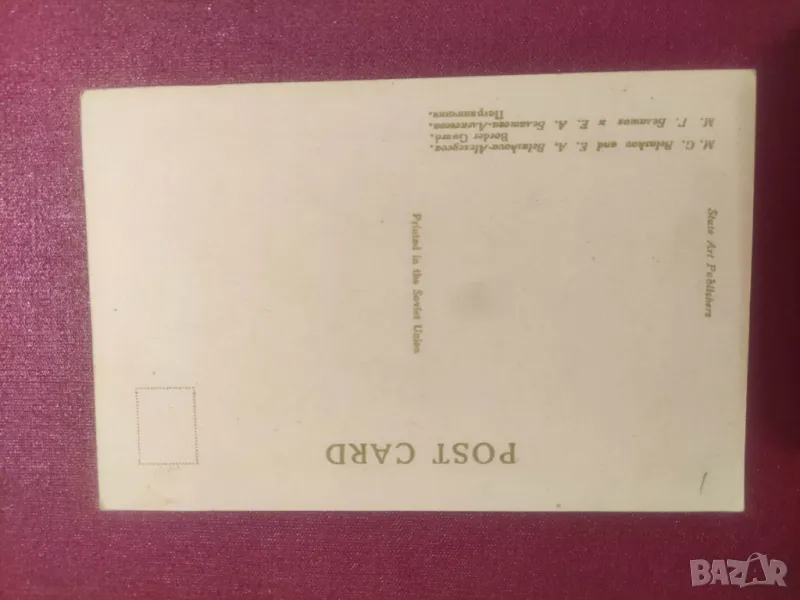 POST CARD
М. Г. Белашов и Е. А. Белашова-Алексеева.
Пограничник.
M. G. Belashov and E. A. Belashova-Alexeyeva.
Border Guard.
Printed in the Soviet Union
State Art Publishers
BAZAR